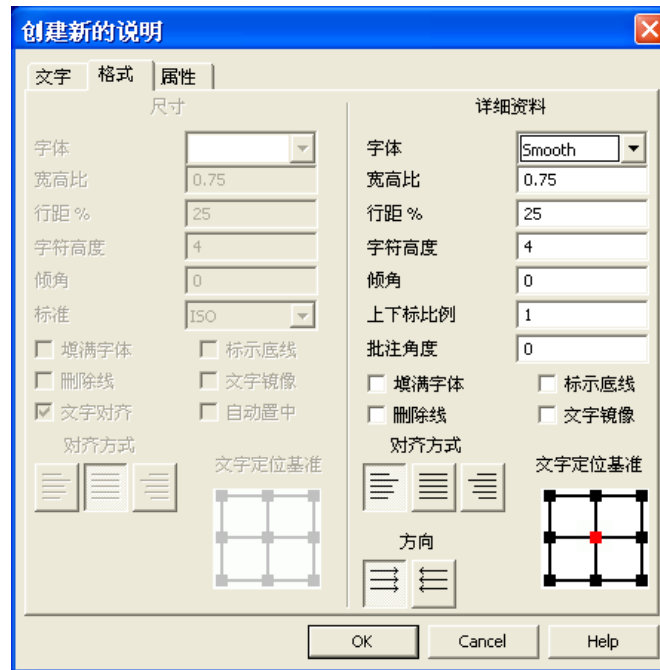 创建新的说明
文字 格式 属性
尺寸
字体
宽高比 0.75
行距 % 25
字符高度 4
倾角 0
标准 ISO
填满字体 标示底线
删除线 文字镜像
文字对齐 自动置中
对齐方式
文字定位基准
详细资料
字体 Smooth
宽高比 0.75
行距 % 25
字符高度 4
倾角 0
上下标比例 1
批注角度 0
填满字体 标示底线
删除线 文字镜像
对齐方式
文字定位基准
方向
OK Cancel Help